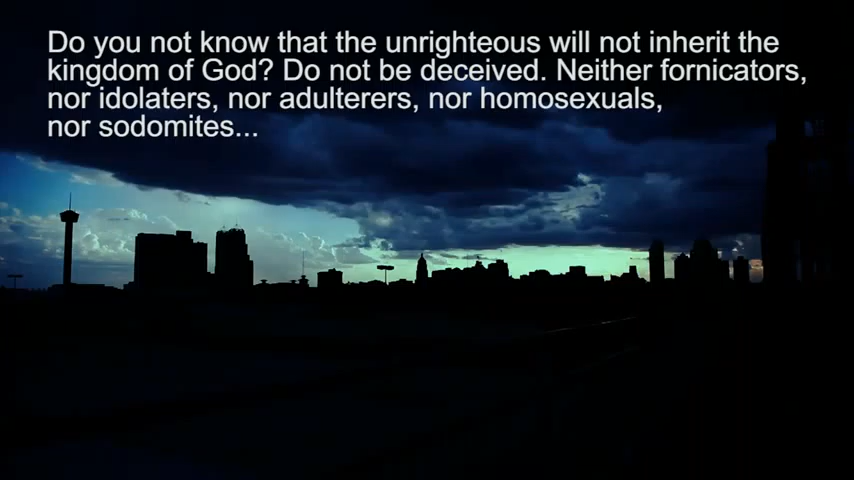 Do you not know that the unrighteous will not inherit the
kingdom of God? Do not be deceived. Neither fornicators,
nor idolaters, nor adulterers, nor homosexuals,
nor sodomites...